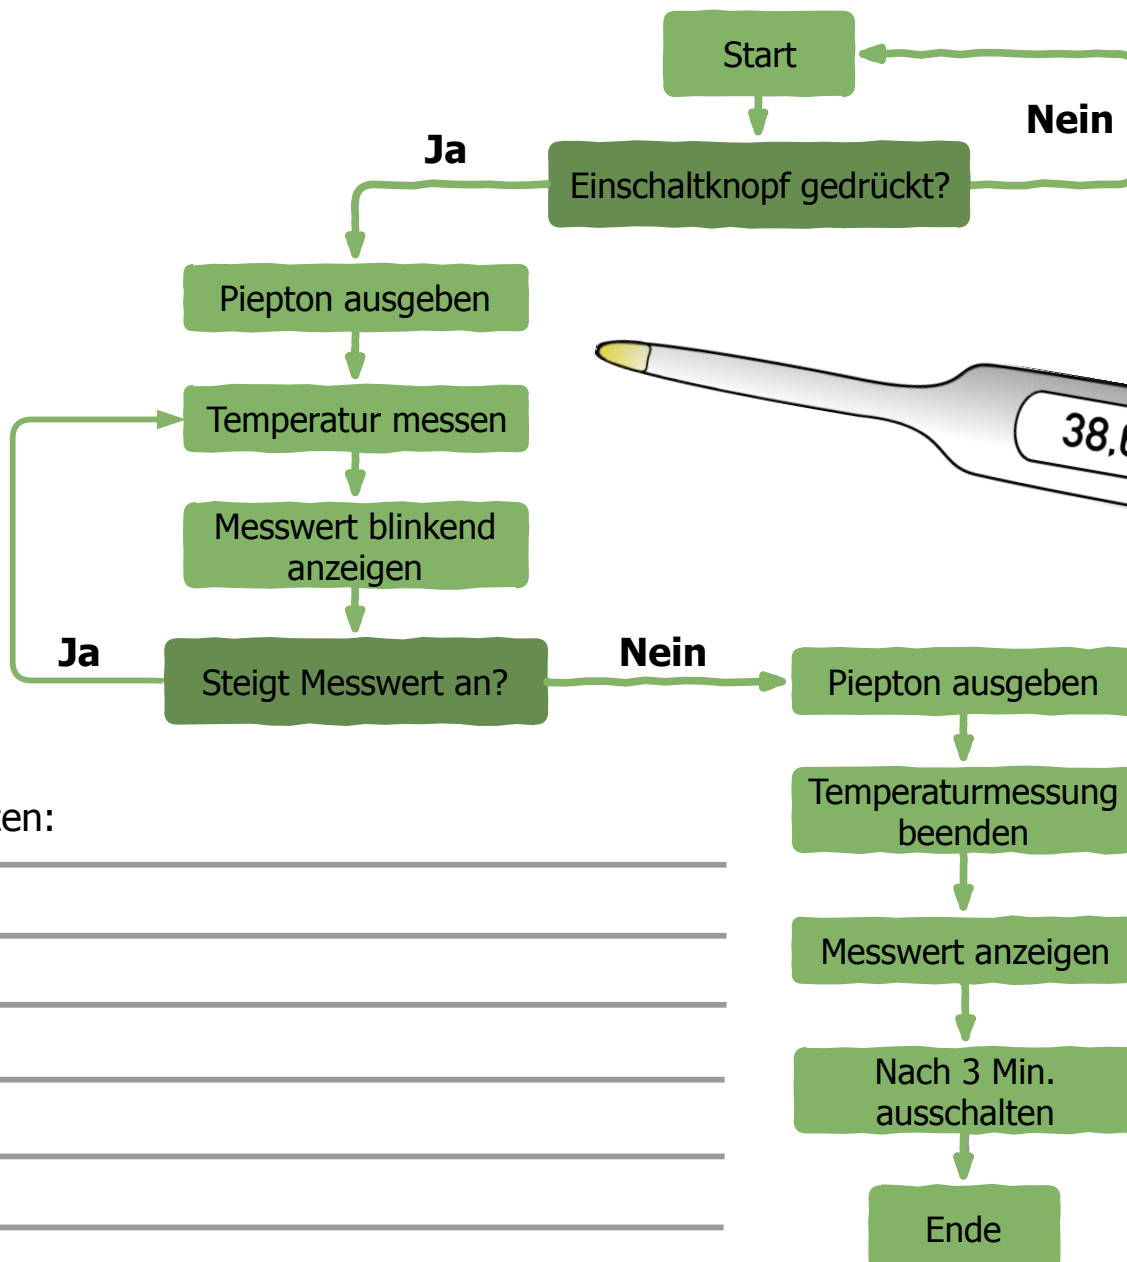 Start
Nein
Ja
Einschaltknopf gedrückt?
Piepton ausgeben
Temperatur messen
Messwert blinkend
anzeigen
Ja
Steigt Messwert an?
Nein
Piepton ausgeben
Temperaturmessung
beenden
Messwert anzeigen
Nach 3 Min.
ausschalten
Ende